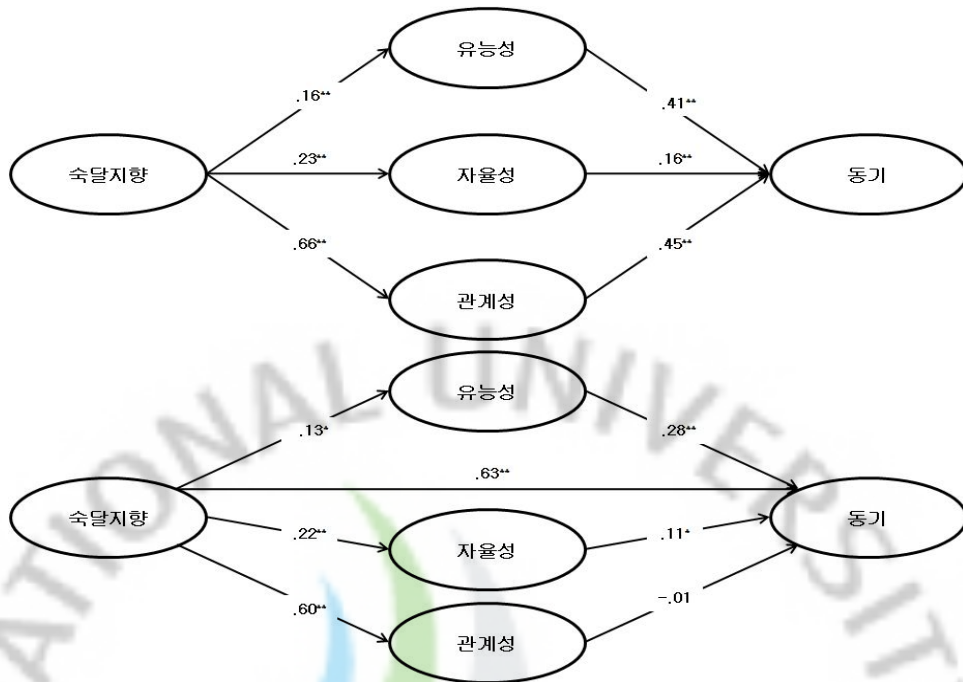 유능성
.16**
.41**
숙달지향
.23**
자율성
.16**
동기
.66**
.45**
관계성
NATIONAL UNIVERSIT
유능성
.13*
.28**
.63**
숙달지향
동기
.22**
자율성
.11*
.60**
-.01
관계성